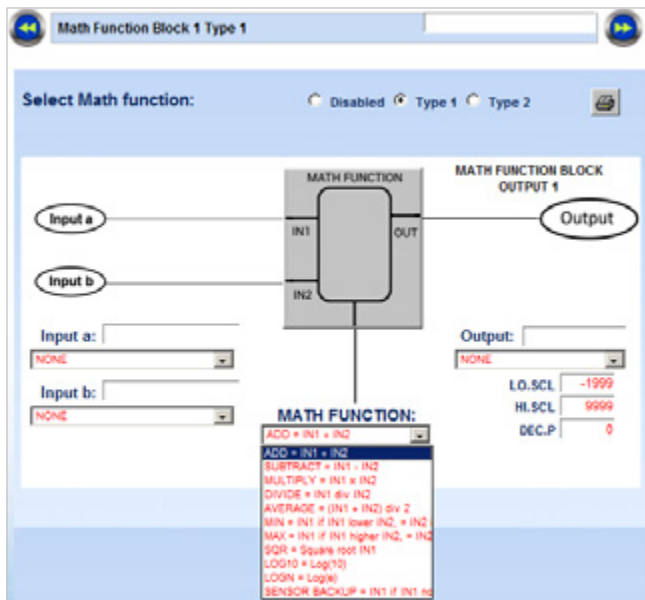 Math Function Block 1 Type 1
Select Math function:
Disabled Type 1 Type 2
MATH FUNCTION
MATH FUNCTION BLOCK
OUTPUT 1
Input a
Output
IN1
OUT
Input b
IN2
Input a:
NONE
Input b:
NONE
Output:
NONE
LO.SCL -1999
HI.SCL 9999
DEC.P 0
MATH FUNCTION:
ADD = IN1 + IN2
ADD = IN1 + IN2
SUBTRACT = IN1 - IN2
MULTIPLY = IN1 x IN2
DIVIDE = IN1 div IN2
AVERAGE = (IN1 + IN2) div 2
MIN = IN1 if IN1 lower IN2, = IN2
MAX = IN1 if IN1 higher IN2, = IN2
SQR = Square root IN1
LOG10 = Log(10)
LOGN = Log(e)
SENSOR BACKUP = IN1 if IN1